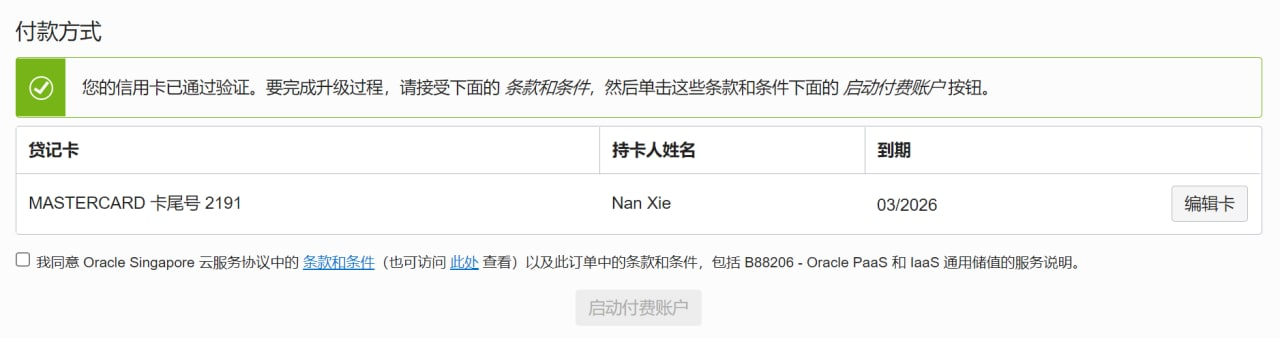 付款方式
您的信用卡已通过验证。要完成升级过程，请接受下面的 条款和条件，然后单击这些条款和条件下面的 启动付费账户 按钮。
贷记卡 持卡人姓名 到期
MASTERCARD 卡尾号 2191 Nan Xie 03/2026 编辑卡
我同意 Oracle Singapore 云服务协议中的 条款和条件（也可访问 此处 查看）以及此订单中的条款和条件，包括 B88206 - Oracle PaaS 和 IaaS 通用储值的服务说明。
启动付费账户